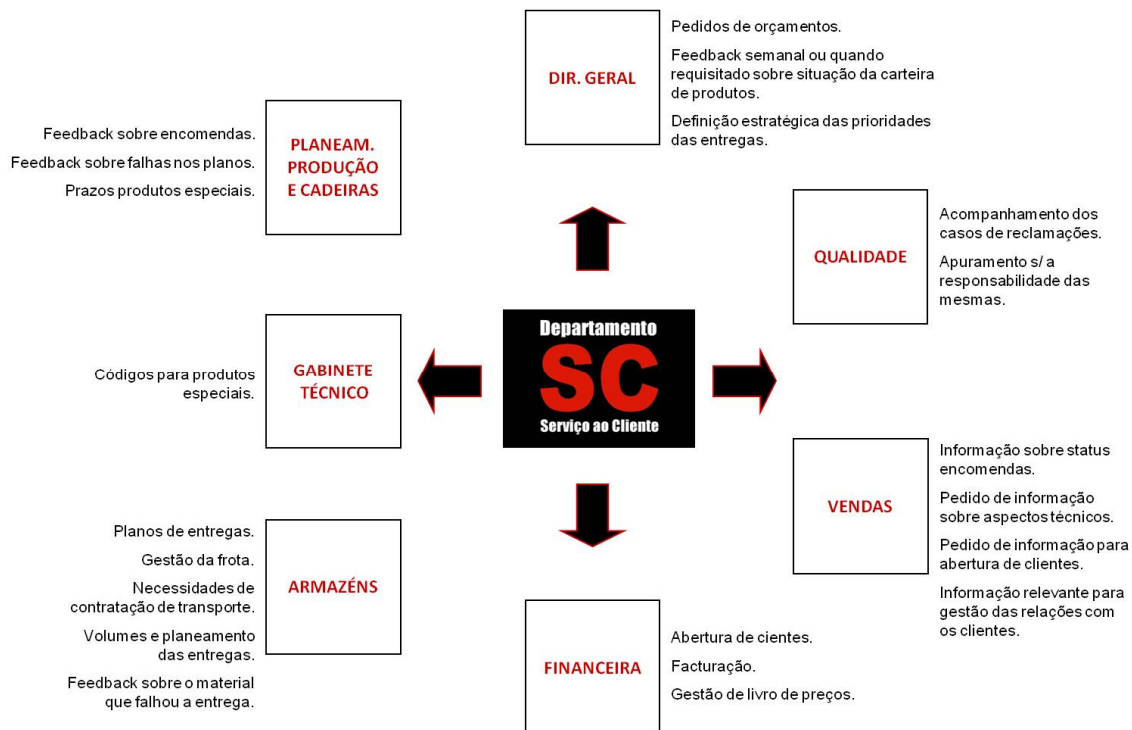 Pedidos de orçamentos.
Feedback semanal ou quando
requisitado sobre situação da carteira
de produtos.
Definição estratégica das prioridades
das entregas.
DIR. GERAL
Feedback sobre encomendas.
Feedback sobre falhas nos planos.
Prazos produtos especiais.
PLANEAM.
PRODUÇÃO
E CADEIRAS
QUALIDADE
Acompanhamento dos
casos de reclamações.
Apuramento s/ a
responsabilidade das
mesmas.
Departamento
SC
Serviço ao Cliente
Códigos para produtos
especiais.
GABINETE
TÉCNICO
VENDAS
Informação sobre status
encomendas.
Pedido de informação
sobre aspectos técnicos.
Pedido de informação para
abertura de clientes.
Informação relevante para
gestão das relações com
os clientes.
Planos de entregas.
Gestão da frota.
Necessidades de
contratação de transporte.
Volumes e planeamento
das entregas.
Feedback sobre o material
que falhou a entrega.
ARMAZÉNS
FINANCEIRA
Abertura de cientes.
Facturação.
Gestão de livro de preços.